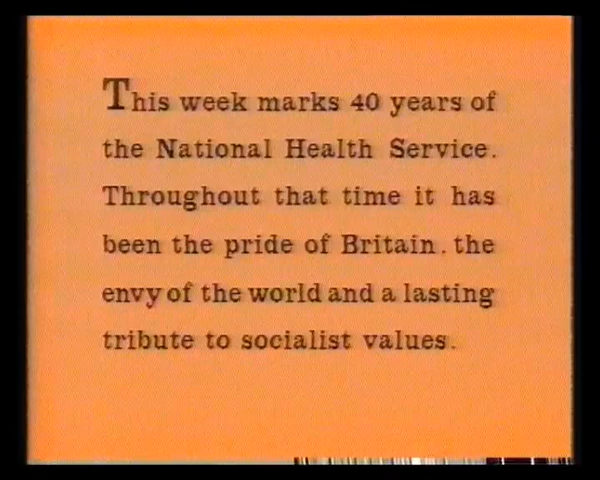 This week marks 40 years of
the National Health Service.
Throughout that time it has
been the pride of Britain. the
envy of the world and a lasting
tribute to socialist values.